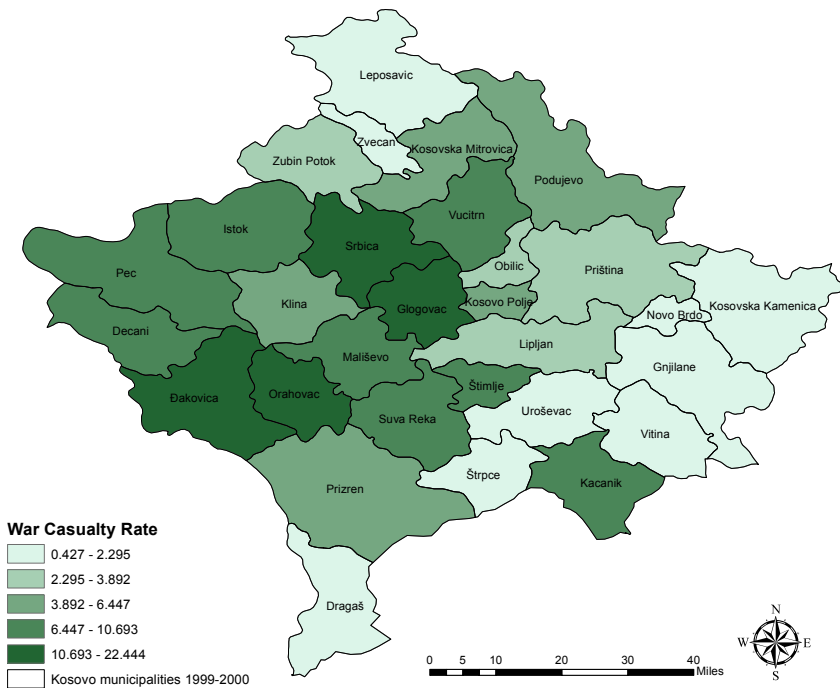 Leposavic
Zvecan
Kosovska Mitrovica
Zubin Potok
Podujevo
Vucitrn
Istok
Srbica
Obilic
Priština
Pec
Klina
Glogovac
Kosovo Polje
Novo Brdo
Kosovska Kamenica
Decani
Mališevo
Lipljan
Gnjilane
Štimlje
Đakovica
Orahovac
Suva Reka
Uroševac
Vitina
Štrpce
Kacanik
Prizren
Dragaš
War Casualty Rate
0.427 - 2.295
2.295 - 3.892
3.892 - 6.447
6.447 - 10.693
10.693 - 22.444
Kosovo municipalities 1999-2000
N
W E
S
0 5 10 20 30 40
Miles